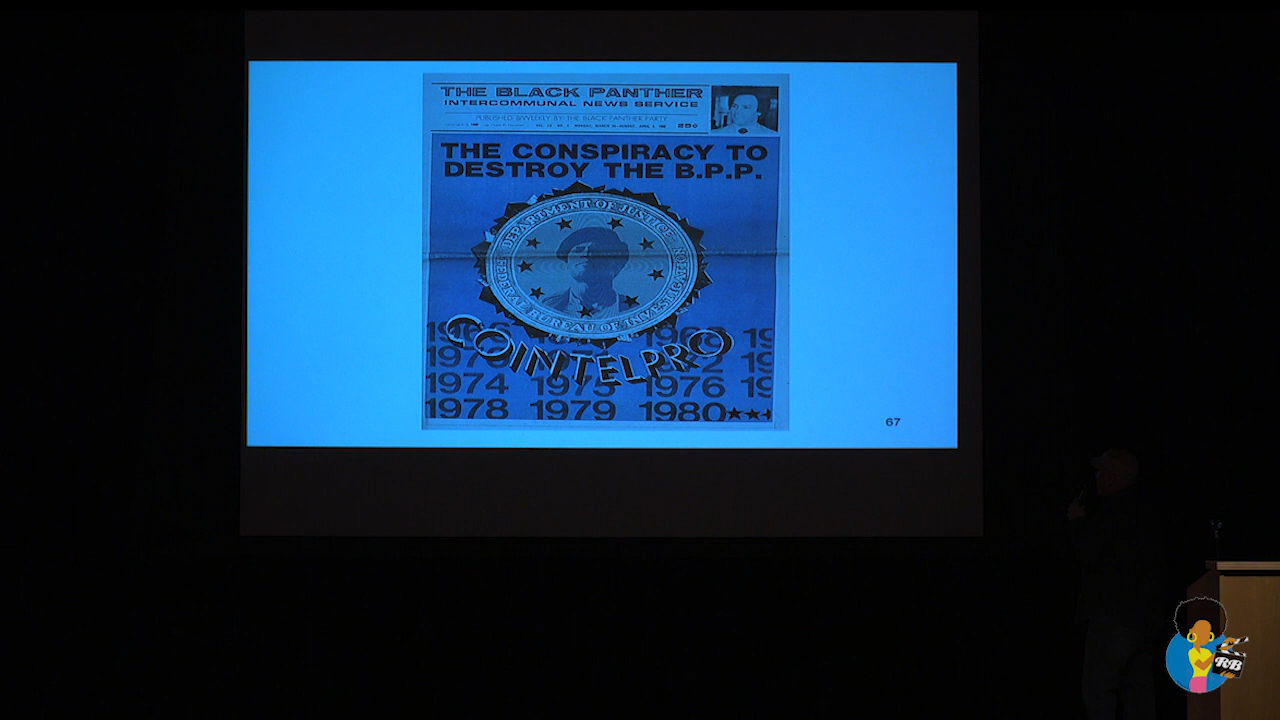 THE BLACK PANTHER
INTERCOMMUNAL NEWS SERVICE
PUBLISHED BIWEEKLY BY THE BLACK PANTHER PARTY
25¢
THE CONSPIRACY TO
DESTROY THE B.P.P.
DEPARTMENT OF JUSTICE
FEDERAL BUREAU OF INVESTIGATION
COINTELPRO
1974 1975 1976
1978 1979 1980
67
RB